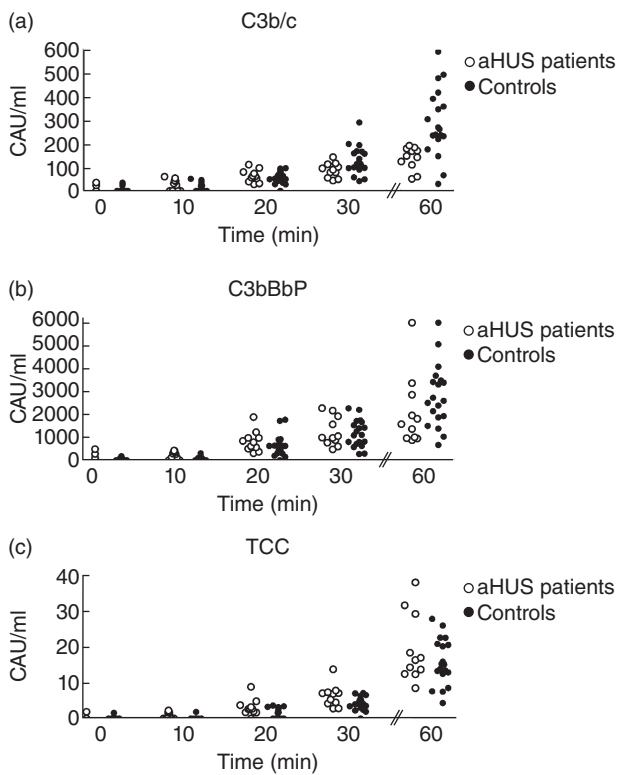 (a) C3b/c
600
500
400
300
200
100
0
CAU/ml
aHUS patients
Controls
0 10 20 30 60
Time (min)
(b) C3bBbP
6000
5000
4000
3000
2000
1000
0
CAU/ml
aHUS patients
Controls
0 10 20 30 60
Time (min)
(c) TCC
40
30
20
10
0
CAU/ml
aHUS patients
Controls
0 10 20 30 60
Time (min)